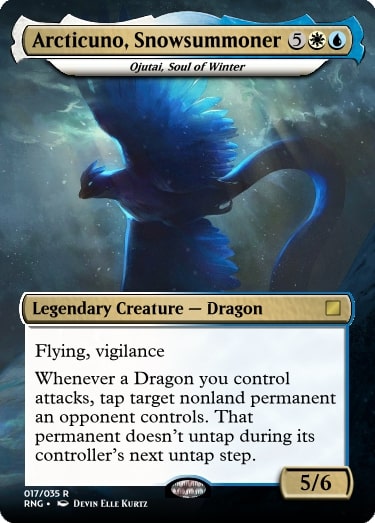 Arcticuno, Snowsummoner 5
Ojutai, Soul of Winter
Legendary Creature — Dragon
Flying, vigilance
Whenever a Dragon you control
attacks, tap target nonland permanent
an opponent controls. That
permanent doesn't untap during its
controller's next untap step.
5/6
017/035 R
RNG • Devin Elle Kurtz